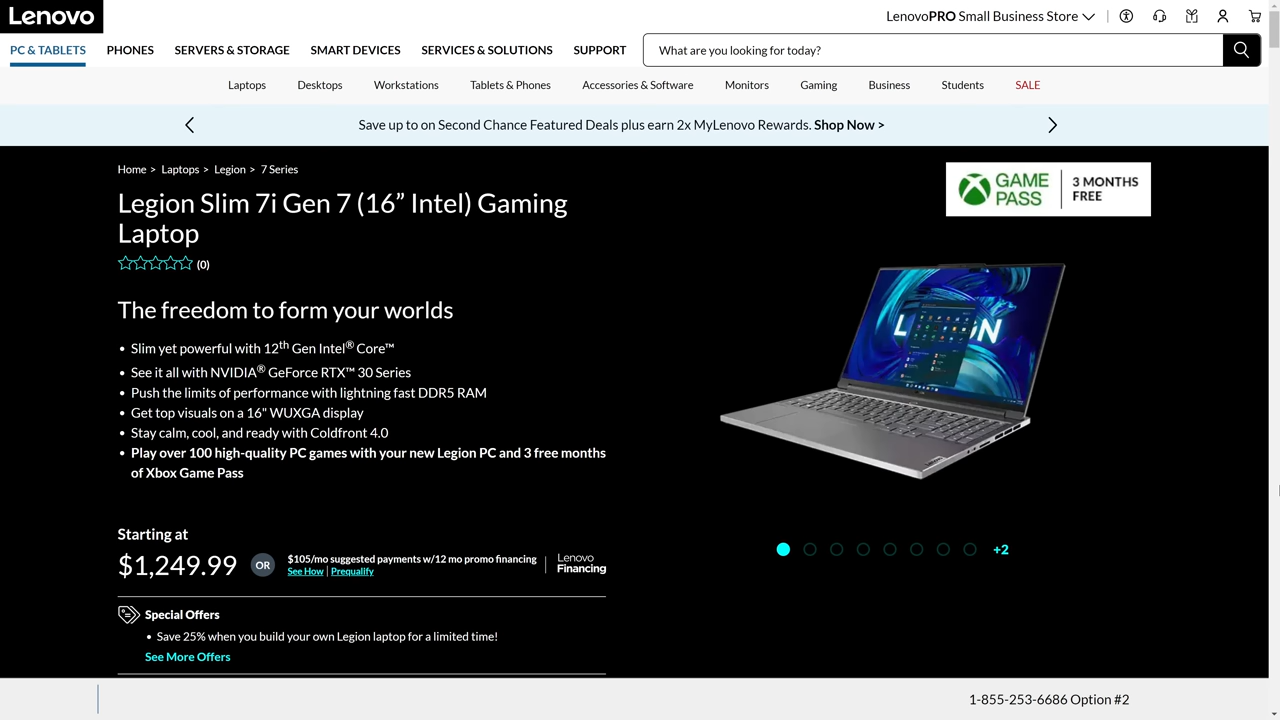 Lenovo
LenovoPRO Small Business Store
PC & TABLETS
PHONES
SERVERS & STORAGE
SMART DEVICES
SERVICES & SOLUTIONS
SUPPORT
What are you looking for today?
Laptops
Desktops
Workstations
Tablets & Phones
Accessories & Software
Monitors
Gaming
Business
Students
SALE
Save up to on Second Chance Featured Deals plus earn 2x MyLenovo Rewards. Shop Now >
Home > Laptops > Legion > 7 Series
Legion Slim 7i Gen 7 (16” Intel) Gaming
Laptop
(0)
GAME
PASS
3 MONTHS
FREE
The freedom to form your worlds
• Slim yet powerful with 12th Gen Intel® Core™
• See it all with NVIDIA® GeForce RTX™ 30 Series
• Push the limits of performance with lightning fast DDR5 RAM
• Get top visuals on a 16" WUXGA display
• Stay calm, cool, and ready with Coldfront 4.0
• Play over 100 high-quality PC games with your new Legion PC and 3 free months
of Xbox Game Pass
Starting at
$1,249.99
OR
$105/mo suggested payments w/12 mo promo financing
See How | Prequalify
Lenovo
Financing
+2
Special Offers
• Save 25% when you build your own Legion laptop for a limited time!
See More Offers
1-855-253-6686 Option #2